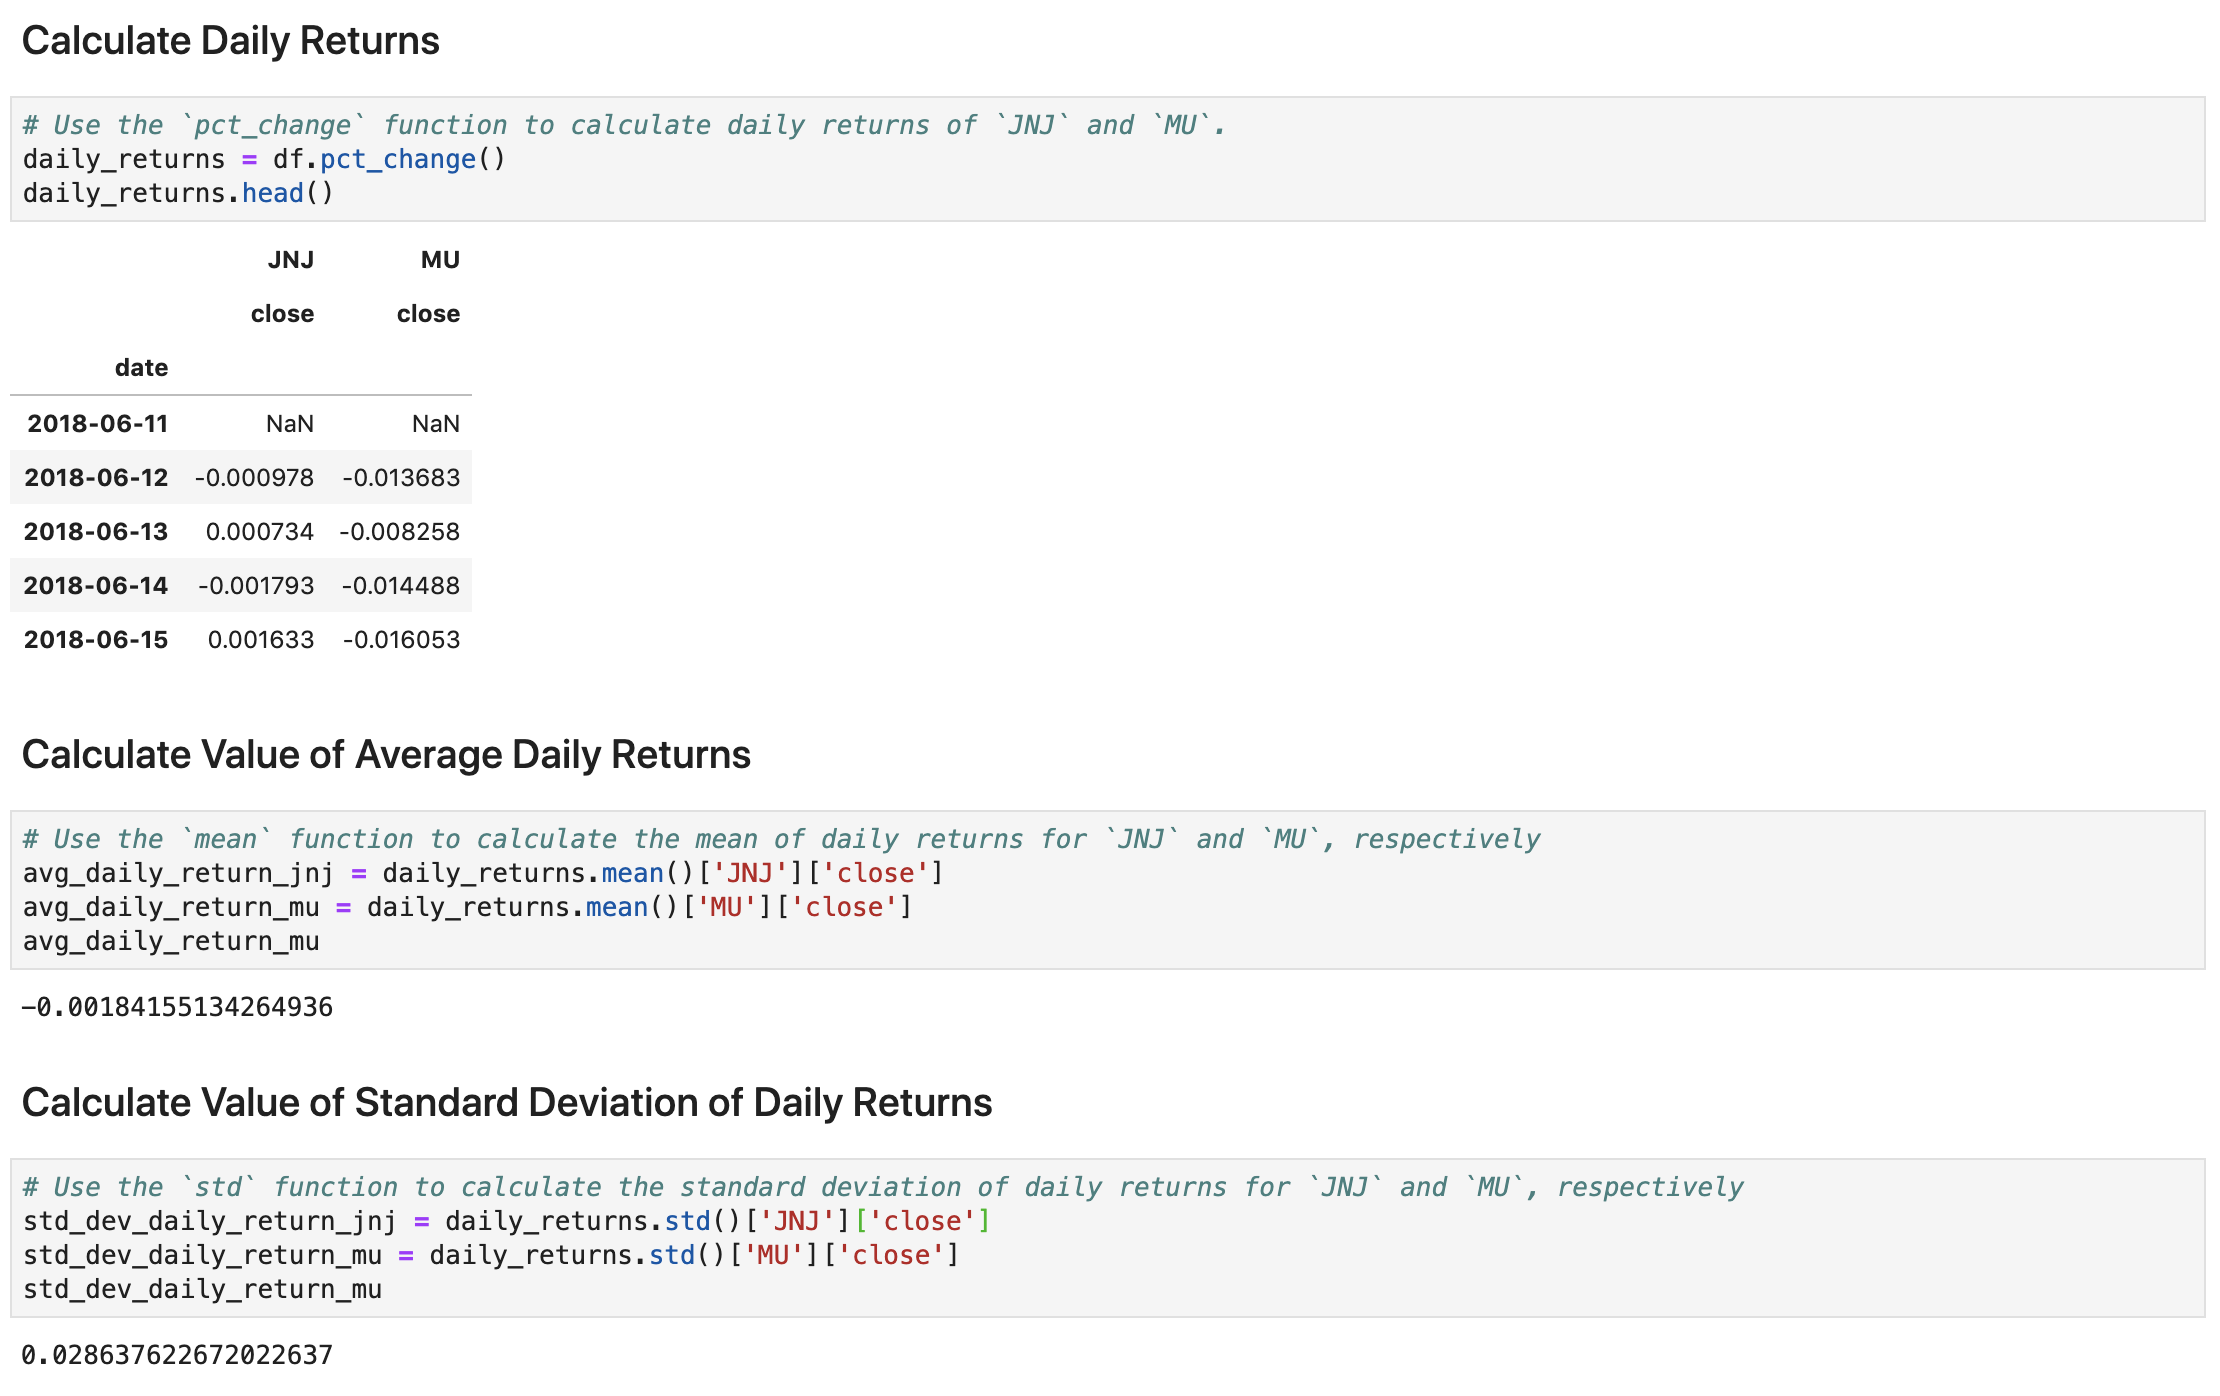 Calculate Daily Returns
# Use the `pct_change` function to calculate daily returns of `JNJ` and `MU`.
daily_returns = df.pct_change()
daily_returns.head()
JNJ MU
close close
date
2018-06-11 NaN NaN
2018-06-12 -0.000978 -0.013683
2018-06-13 0.000734 -0.008258
2018-06-14 -0.001793 -0.014488
2018-06-15 0.001633 -0.016053
Calculate Value of Average Daily Returns
# Use the `mean` function to calculate the mean of daily returns for `JNJ` and `MU`, respectively
avg_daily_return_jnj = daily_returns.mean()['JNJ']['close']
avg_daily_return_mu = daily_returns.mean()['MU']['close']
avg_daily_return_mu
-0.00184155134264936
Calculate Value of Standard Deviation of Daily Returns
# Use the `std` function to calculate the standard deviation of daily returns for `JNJ` and `MU`, respectively
std_dev_daily_return_jnj = daily_returns.std()['JNJ']['close']
std_dev_daily_return_mu = daily_returns.std()['MU']['close']
std_dev_daily_return_mu
0.028637622672022637